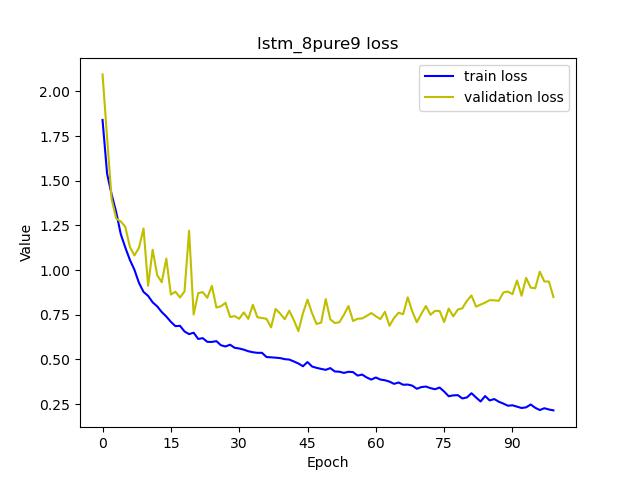 lstm_8pure9 loss
train loss
validation loss
2.00
1.75
1.50
1.25
1.00
0.75
0.50
0.25
Value
0 15 30 45 60 75 90
Epoch